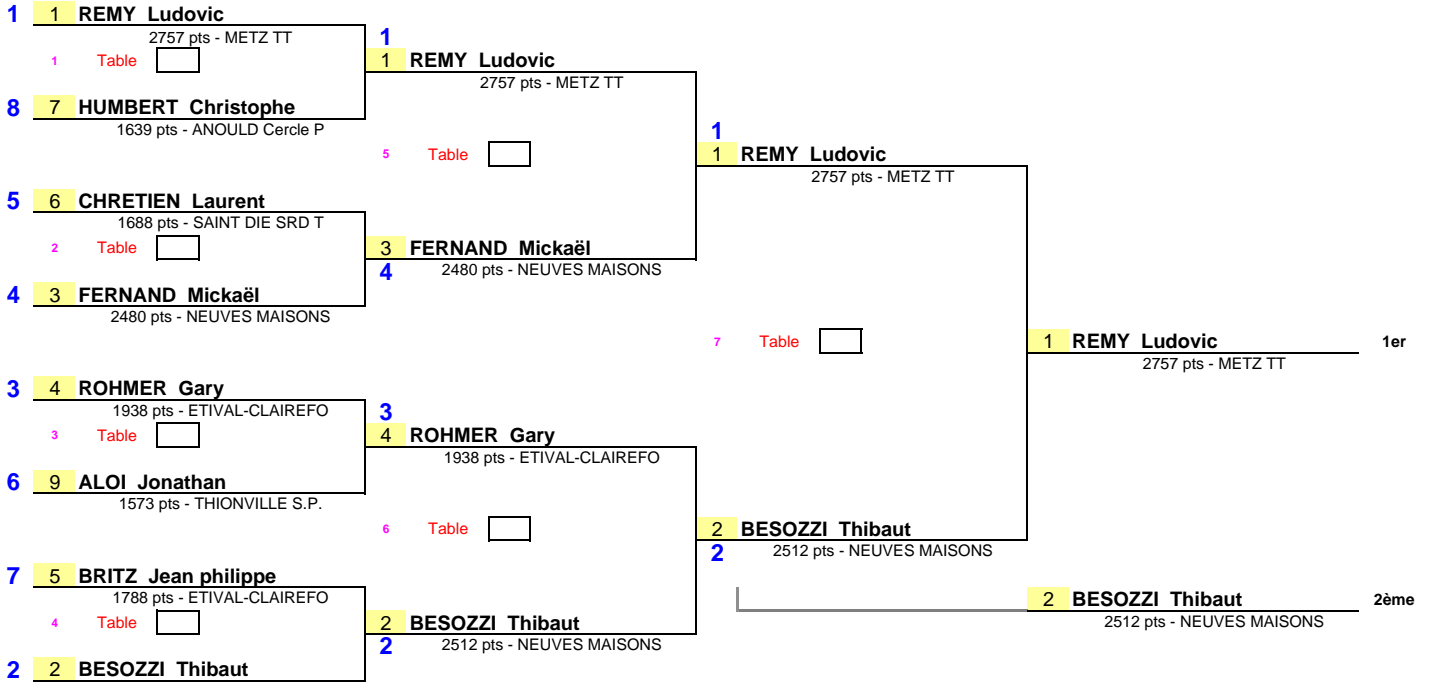 1 1 REMY Ludovic
2757 pts - METZ TT
1 Table
8 7 HUMBERT Christophe
1639 pts - ANOULD Cercle P
5 6 CHRETIEN Laurent
1688 pts - SAINT DIE SRD T
2 Table
4 3 FERNAND Mickaël
2480 pts - NEUVES MAISONS
3 4 ROHMER Gary
1938 pts - ETIVAL-CLAIREFO
3 Table
6 9 ALOI Jonathan
1573 pts - THIONVILLE S.P.
7 5 BRITZ Jean philippe
1788 pts - ETIVAL-CLAIREFO
4 Table
2 2 BESOZZI Thibaut
1
1 REMY Ludovic
2757 pts - METZ TT
5 Table
3 FERNAND Mickaël
4 2480 pts - NEUVES MAISONS
3
4 ROHMER Gary
1938 pts - ETIVAL-CLAIREFO
6 Table
2 BESOZZI Thibaut
2 2512 pts - NEUVES MAISONS
1
1 REMY Ludovic
2757 pts - METZ TT
7 Table
2 BESOZZI Thibaut
2 2512 pts - NEUVES MAISONS
1 REMY Ludovic 1er
2757 pts - METZ TT
2 BESOZZI Thibaut 2ème
2512 pts - NEUVES MAISONS